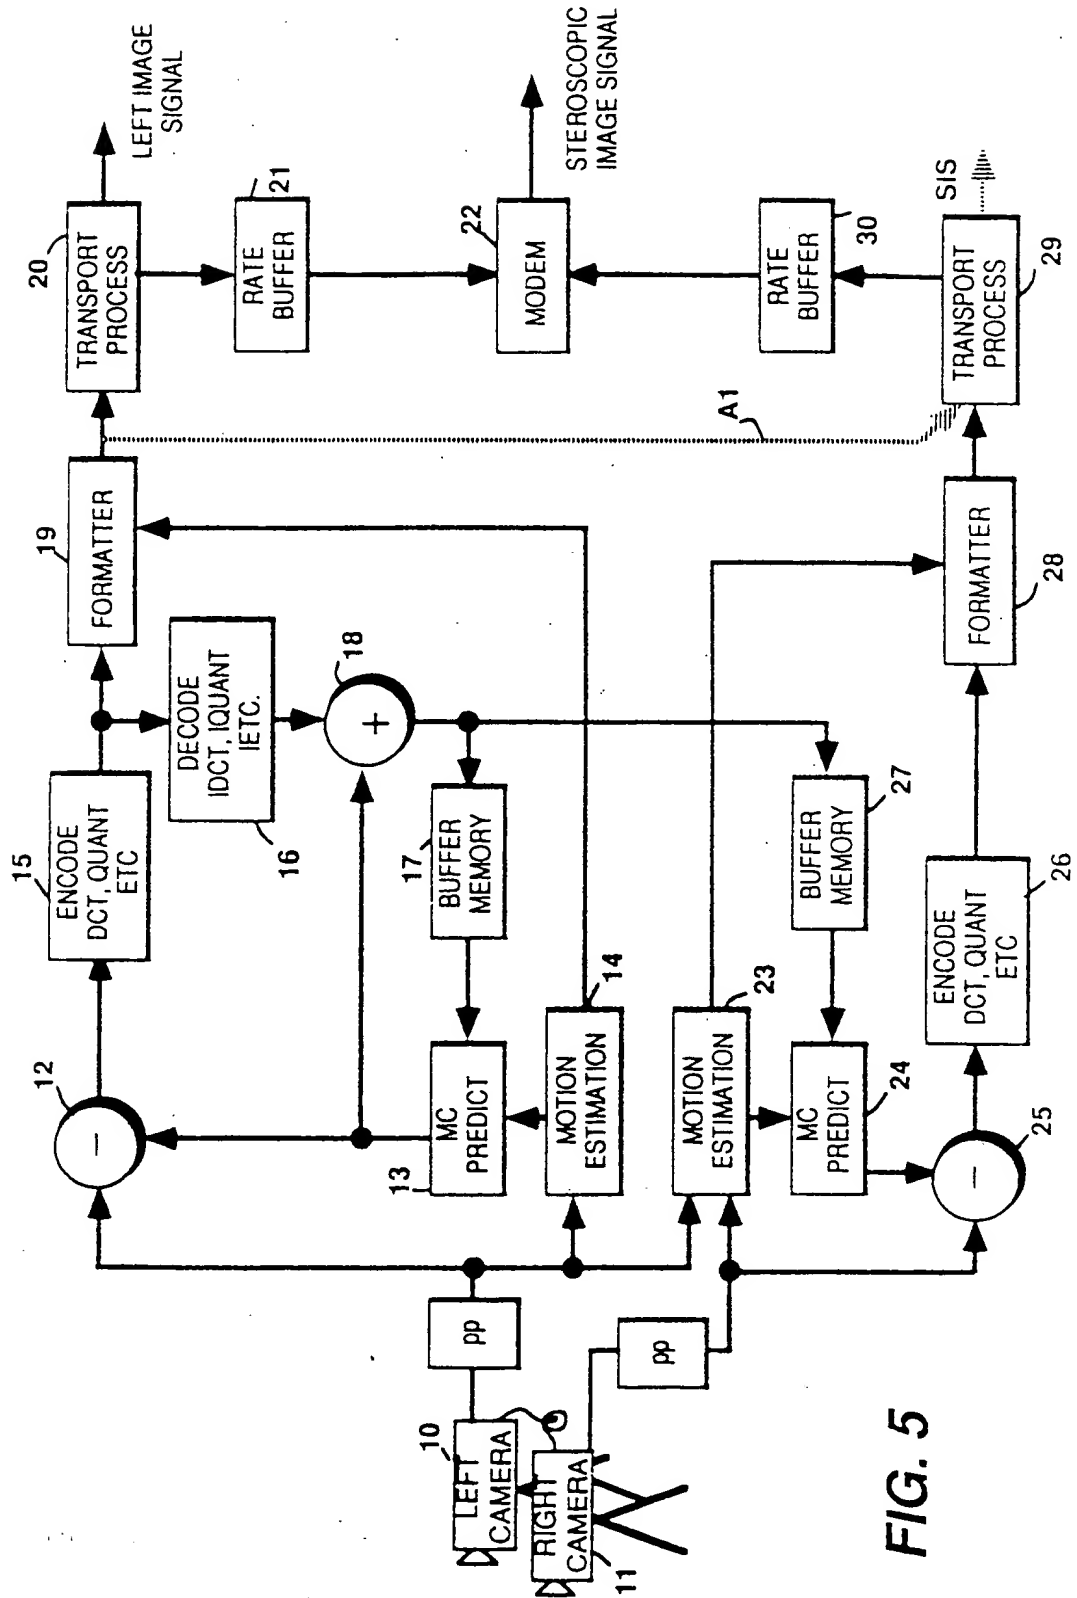 10
LEFT
CAMERA
RIGHT
CAMERA
11
pp
pp
12
−
13
MC
PREDICT
MOTION
ESTIMATION
14
MOTION
ESTIMATION
23
MC
PREDICT
24
−
25
15
ENCODE
DCT, QUANT
ETC
DECODE
IDCT, IQUANT
IETC.
16
+
18
17
BUFFER
MEMORY
BUFFER
MEMORY
27
ENCODE
DCT, QUANT
ETC
26
19
FORMATTER
FORMATTER
28
A1
20
TRANSPORT
PROCESS
RATE
BUFFER
21
22
MODEM
RATE
BUFFER
30
TRANSPORT
PROCESS
29
LEFT IMAGE
SIGNAL
STEROSCOPIC
IMAGE SIGNAL
SIS
FIG. 5